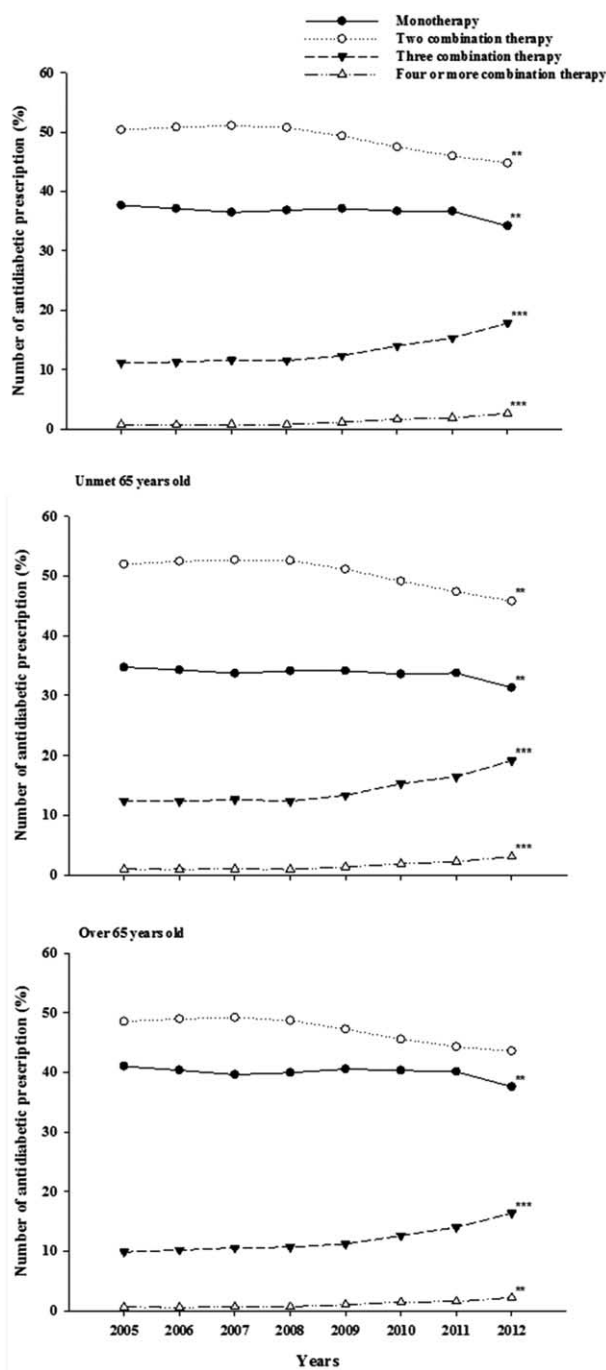 Monotherapy
Two combination therapy
Three combination therapy
Four or more combination therapy
Number of antidiabetic prescription (%)
60
50
40
30
20
10
0
**
**
***
***
Unmet 65 years old
Number of antidiabetic prescription (%)
60
50
40
30
20
10
0
**
**
***
***
Over 65 years old
Number of antidiabetic prescription (%)
60
50
40
30
20
10
0
**
***
**
2005 2006 2007 2008 2009 2010 2011 2012
Years